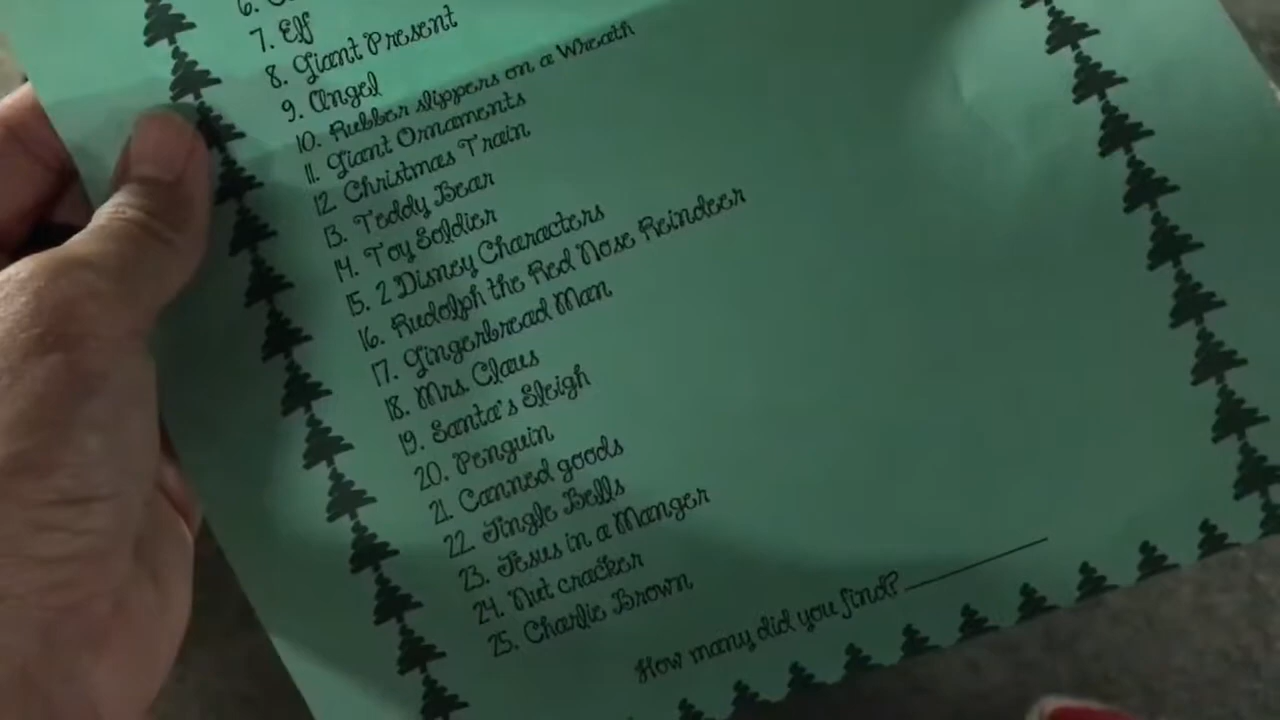 6.
7. Elf
8. Giant Present
9. Angel
10. Rubber slippers on a Wreath
11. Giant Ornaments
12. Christmas Train
13. Teddy Bear
14. Toy Soldier
15. 2 Disney Characters
16. Rudolph the Red Nose Reindeer
17. Gingerbread Man
18. Mrs. Claus
19. Santa's Sleigh
20. Penguin
21. Canned goods
22. Jingle Bells
23. Jesus in a Manger
24. Nut cracker
25. Charlie Brown
How many did you find?